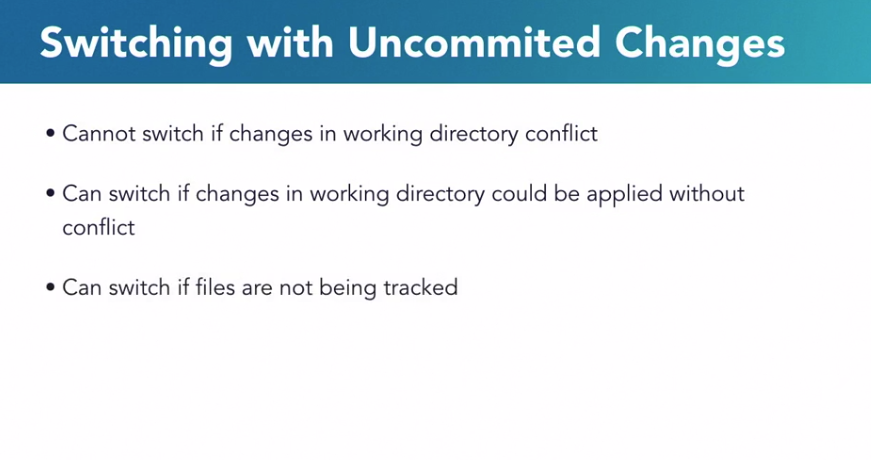 Switching with Uncommited Changes
• Cannot switch if changes in working directory conflict
• Can switch if changes in working directory could be applied without
conflict
• Can switch if files are not being tracked